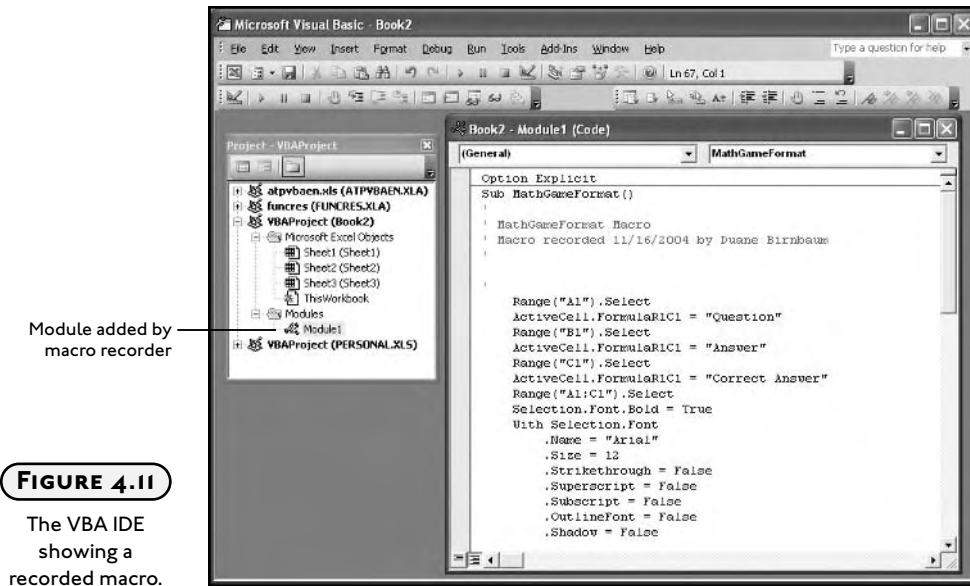 Microsoft Visual Basic - Book2
File Edit View Insert Format Debug Run Tools Add-Ins Window Help
Type a question for help
Ln 67, Col 1
Project - VBAProject
atpvbaen.xls (ATPVBAEN.XLA)
funcres (FUNCRES.XLA)
VBAProject (Book2)
Microsoft Excel Objects
Sheet1 (Sheet1)
Sheet2 (Sheet2)
Sheet3 (Sheet3)
ThisWorkbook
Modules
Module1
VBAProject (PERSONAL.XLS)
Book2 - Module1 (Code)
(General)
MathGameFormat
Option Explicit
Sub MathGameFormat()
'
' MathGameFormat Macro
' Macro recorded 11/16/2004 by Duane Birnbaum
'
'
Range("A1").Select
ActiveCell.FormulaR1C1 = "Question"
Range("B1").Select
ActiveCell.FormulaR1C1 = "Answer"
Range("C1").Select
ActiveCell.FormulaR1C1 = "Correct Answer"
Range("A1:C1").Select
Selection.Font.Bold = True
With Selection.Font
.Name = "Arial"
.Size = 12
.Strikethrough = False
.Superscript = False
.Subscript = False
.OutlineFont = False
.Shadow = False
Module added by
macro recorder
FIGURE 4.11
The VBA IDE
showing a
recorded macro.